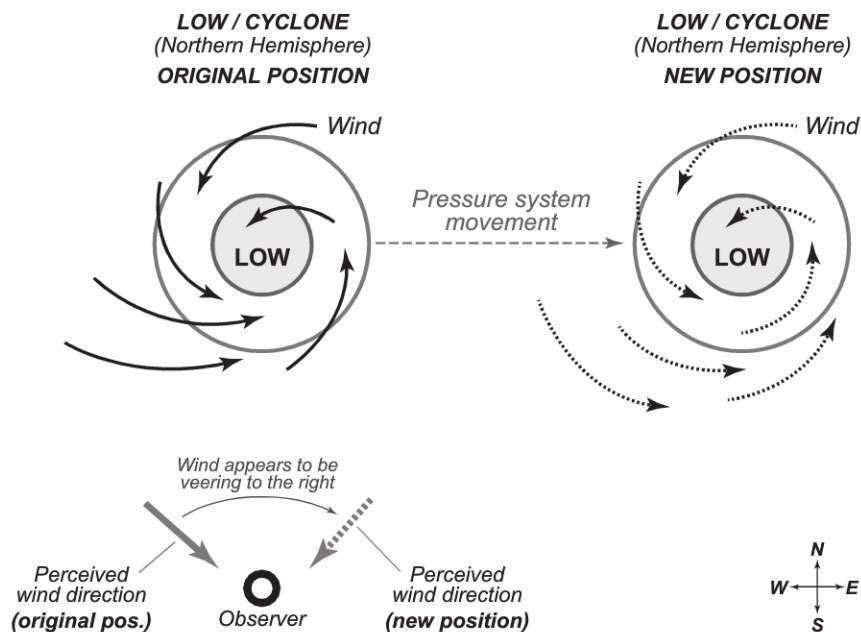 LOW / CYCLONE
(Northern Hemisphere)
ORIGINAL POSITION
LOW / CYCLONE
(Northern Hemisphere)
NEW POSITION
Wind
Wind
Pressure system
movement
LOW
LOW
Wind appears to be
veering to the right
Perceived
wind direction
(original pos.)
Observer
Perceived
wind direction
(new position)
N
W
E
S